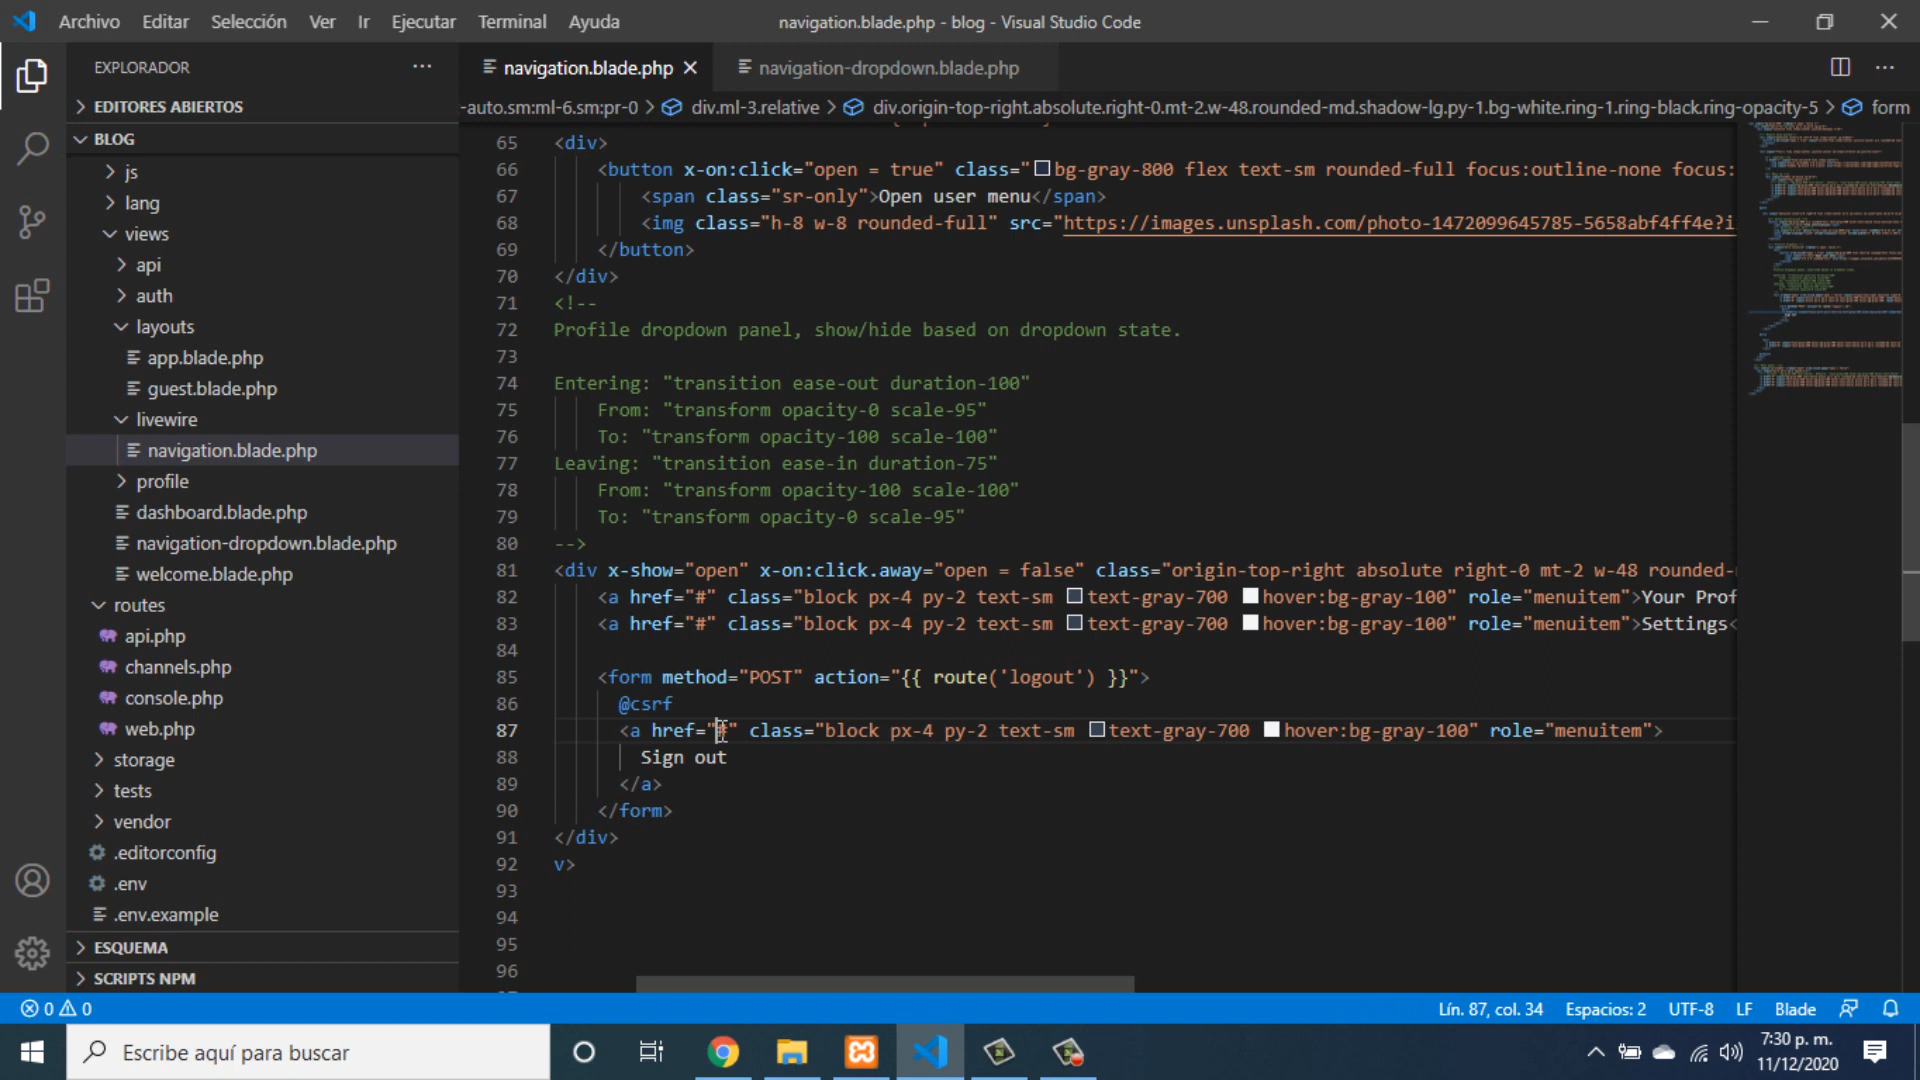 Archivo Editar Selección Ver Ir Ejecutar Terminal Ayuda
navigation.blade.php - blog - Visual Studio Code
EXPLORADOR
navigation.blade.php
navigation-dropdown.blade.php
EDITORES ABIERTOS
-auto.sm:ml-6.sm:pr-0 > div.ml-3.relative > div.origin-top-right.absolute.right-0.mt-2.w-48.rounded-md.shadow-lg.py-1.bg-white.ring-1.ring-black.ring-opacity-5 > form
BLOG
js
lang
views
api
auth
layouts
app.blade.php
guest.blade.php
livewire
navigation.blade.php
profile
dashboard.blade.php
navigation-dropdown.blade.php
welcome.blade.php
routes
api.php
channels.php
console.php
web.php
storage
tests
vendor
.editorconfig
.env
.env.example
ESQUEMA
SCRIPTS NPM
65 <div>
66 <button x-on:click="open = true" class="bg-gray-800 flex text-sm rounded-full focus:outline-none focus:
67 <span class="sr-only">Open user menu</span>
68 <img class="h-8 w-8 rounded-full" src="https://images.unsplash.com/photo-1472099645785-5658abf4ff4e?i
69 </button>
70 </div>
71 <!--
72 Profile dropdown panel, show/hide based on dropdown state.
73
74 Entering: "transition ease-out duration-100"
75 From: "transform opacity-0 scale-95"
76 To: "transform opacity-100 scale-100"
77 Leaving: "transition ease-in duration-75"
78 From: "transform opacity-100 scale-100"
79 To: "transform opacity-0 scale-95"
80 -->
81 <div x-show="open" x-on:click.away="open = false" class="origin-top-right absolute right-0 mt-2 w-48 rounded-
82 <a href="#" class="block px-4 py-2 text-sm text-gray-700 hover:bg-gray-100" role="menuitem">Your Prof
83 <a href="#" class="block px-4 py-2 text-sm text-gray-700 hover:bg-gray-100" role="menuitem">Settings<
84
85 <form method="POST" action="{{ route('logout') }}">
86 @csrf
87 <a href="#" class="block px-4 py-2 text-sm text-gray-700 hover:bg-gray-100" role="menuitem">
88 Sign out
89 </a>
90 </form>
91 </div>
92 v>
93
94
95
96
0 0
Lín. 87, col. 34 Espacios: 2 UTF-8 LF Blade
Escribe aquí para buscar
7:30 p. m.
11/12/2020